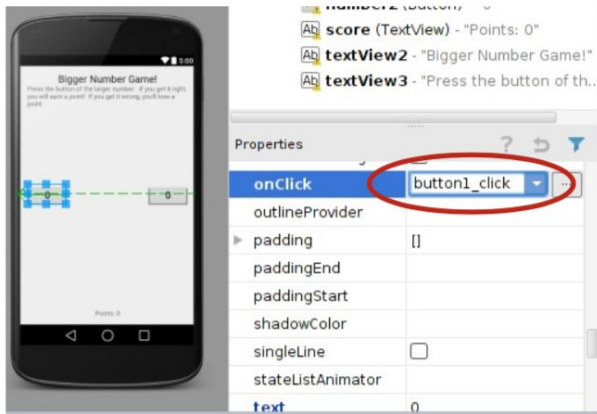 5:00
Bigger Number Game!
Press the button of the larger number. If you get it right,
you will earn a point! If you get it wrong, you'll lose a
point.
0
0
Points: 0
Ab score (TextView) - "Points: 0"
Ab textView2 - "Bigger Number Game!"
Ab textView3 - "Press the button of th...
Properties
?
onClick button1_click ...
outlineProvider
padding []
paddingEnd
paddingStart
shadowColor
singleLine
stateListAnimator
text 0